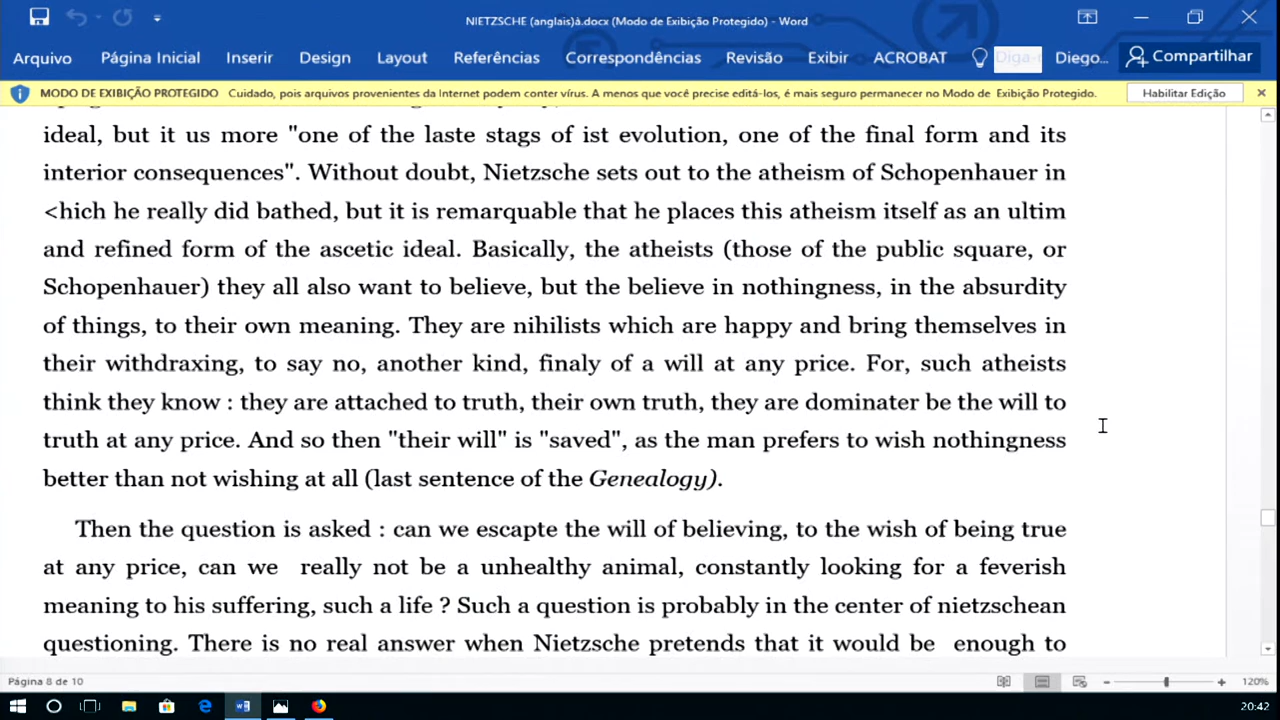 NIETZSCHE (anglais)à.docx (Modo de Exibição Protegido) - Word
Arquivo Página Inicial Inserir Design Layout Referências Correspondências Revisão Exibir ACROBAT Diga-n Diego... Compartilhar
MODO DE EXIBIÇÃO PROTEGIDO Cuidado, pois arquivos provenientes da Internet podem conter vírus. A menos que você precise editá-los, é mais seguro permanecer no Modo de Exibição Protegido. Habilitar Edição
ideal, but it us more "one of the laste stags of ist evolution, one of the final form and its
interior consequences". Without doubt, Nietzsche sets out to the atheism of Schopenhauer in
<hich he really did bathed, but it is remarquable that he places this atheism itself as an ultim
and refined form of the ascetic ideal. Basically, the atheists (those of the public square, or
Schopenhauer) they all also want to believe, but the believe in nothingness, in the absurdity
of things, to their own meaning. They are nihilists which are happy and bring themselves in
their withdraxing, to say no, another kind, finaly of a will at any price. For, such atheists
think they know : they are attached to truth, their own truth, they are dominater be the will to
truth at any price. And so then "their will" is "saved", as the man prefers to wish nothingness
better than not wishing at all (last sentence of the Genealogy).
Then the question is asked : can we escapte the will of believing, to the wish of being true
at any price, can we really not be a unhealthy animal, constantly looking for a feverish
meaning to his suffering, such a life ? Such a question is probably in the center of nietzschean
questioning. There is no real answer when Nietzsche pretends that it would be enough to
Página 8 de 10 120%
20:42